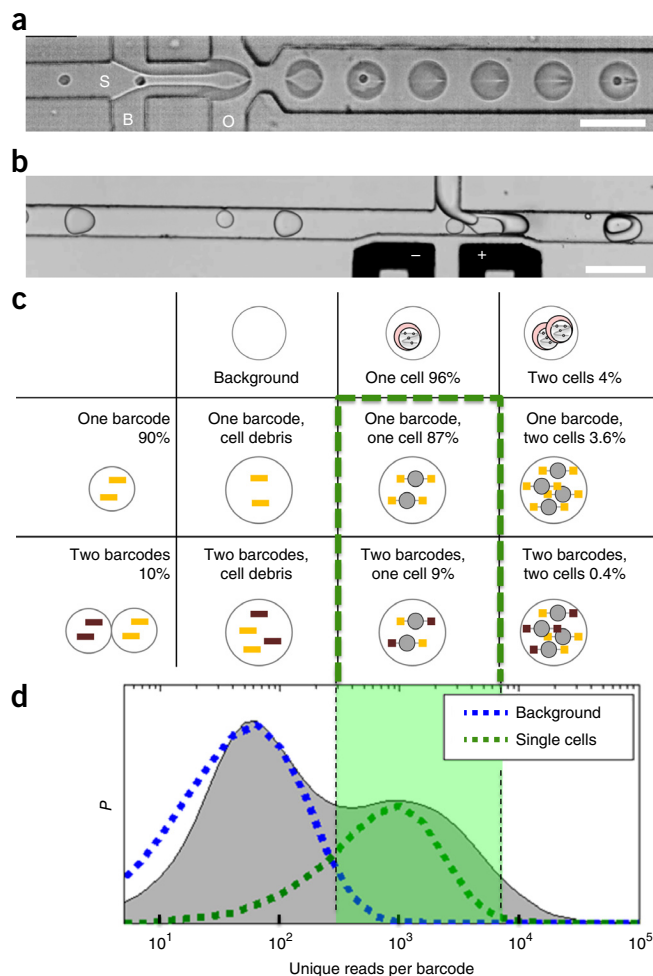 a
S
B
O
b
−
+
c
Background
One cell 96%
Two cells 4%
One barcode
90%
One barcode,
cell debris
One barcode,
one cell 87%
One barcode,
two cells 3.6%
Two barcodes
10%
Two barcodes,
cell debris
Two barcodes,
one cell 9%
Two barcodes,
two cells 0.4%
d
Background
Single cells
P
10¹
10²
10³
10⁴
10⁵
Unique reads per barcode